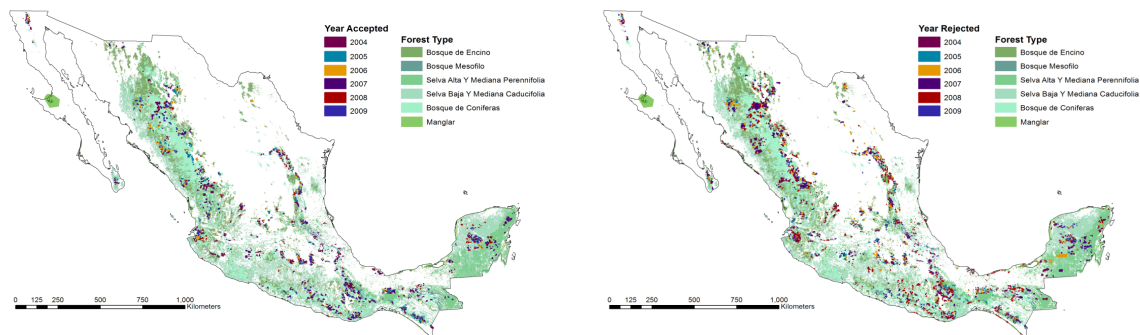 Year Accepted
2004
2005
2006
2007
2008
2009
Forest Type
Bosque de Encino
Bosque Mesofilo
Selva Alta Y Mediana Perennifolia
Selva Baja Y Mediana Caducifolia
Bosque de Coniferas
Manglar
0 125 250 500 750 1,000
Kilometers
Year Rejected
2004
2005
2006
2007
2008
2009
Forest Type
Bosque de Encino
Bosque Mesofilo
Selva Alta Y Mediana Perennifolia
Selva Baja Y Mediana Caducifolia
Bosque de Coniferas
Manglar
0 125 250 500 750 1,000
Kilometers